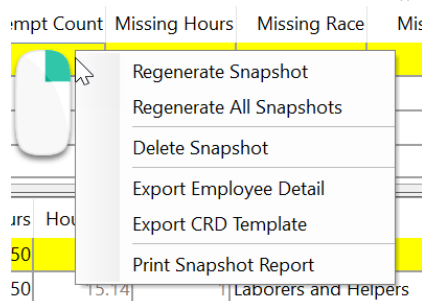 empt Count Missing Hours Missing Race Mis
Regenerate Snapshot
Regenerate All Snapshots
Delete Snapshot
Export Employee Detail
Export CRD Template
urs Hou
50
Print Snapshot Report
50 15.14 1 Laborers and Helpers